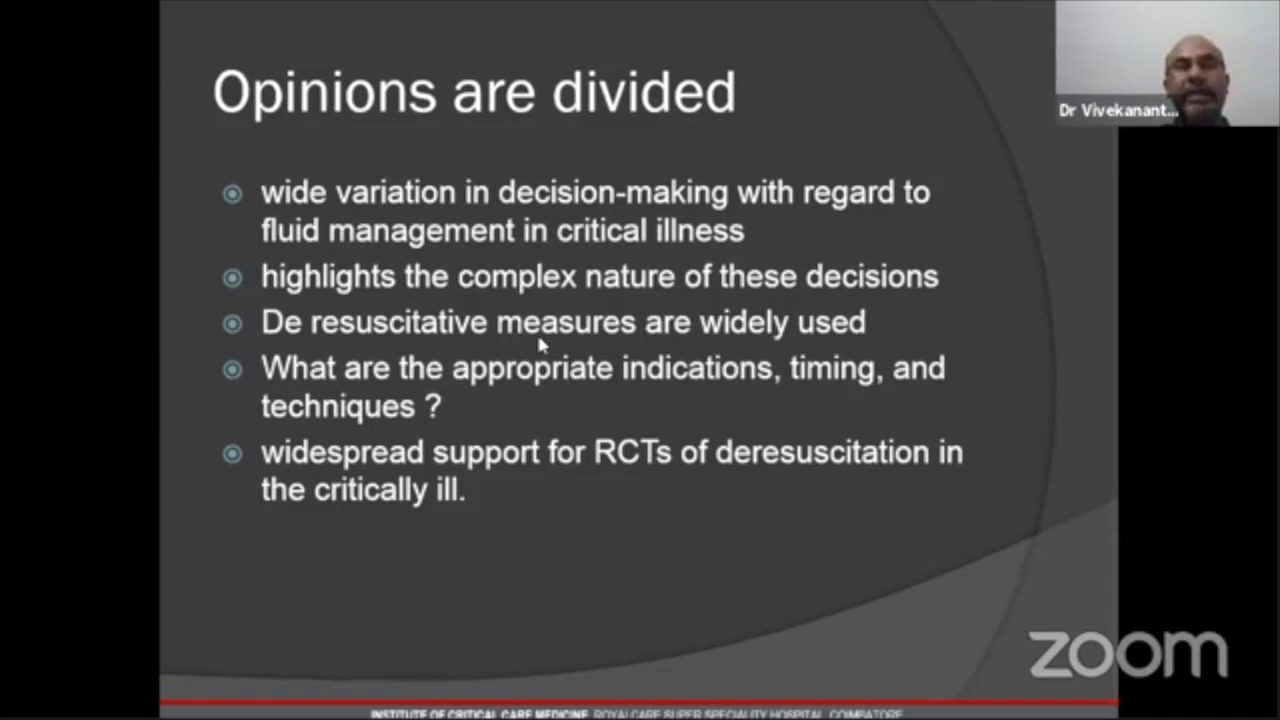 Opinions are divided
Dr Vivekanant...
wide variation in decision-making with regard to
fluid management in critical illness
highlights the complex nature of these decisions
De resuscitative measures are widely used
What are the appropriate indications, timing, and
techniques ?
widespread support for RCTs of deresuscitation in
the critically ill.
zoom
INSTITUTE OF CRITICAL CARE MEDICINE, ROYALCARE SUPER SPECIALITY HOSPITAL, COIMBATORE